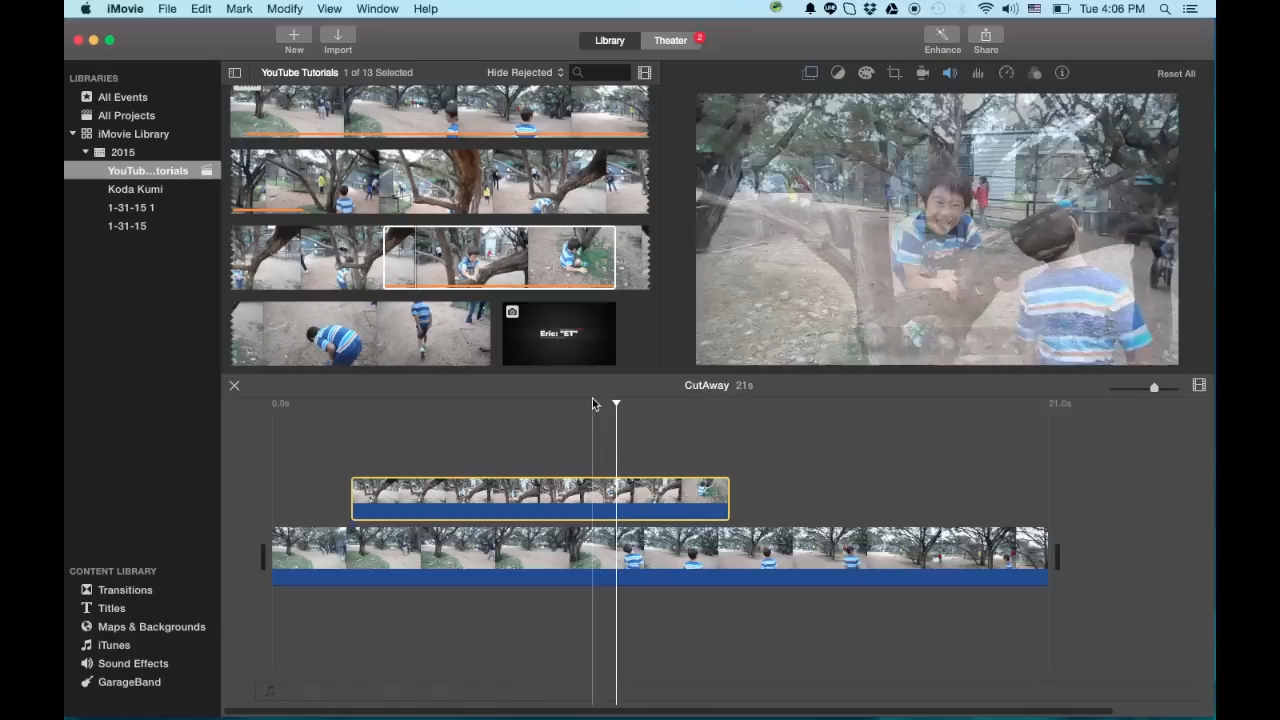 iMovie File Edit Mark Modify View Window Help Tue 4:06 PM
New Import Library Theater 2 Enhance Share
LIBRARIES
All Events
All Projects
iMovie Library
2015
YouTub...torials
Koda Kumi
1-31-15 1
1-31-15
YouTube Tutorials 1 of 13 Selected Hide Rejected
Reset All
Eric: "ET"
CutAway 21s
0.0s 21.0s
CONTENT LIBRARY
Transitions
T Titles
Maps & Backgrounds
iTunes
Sound Effects
GarageBand